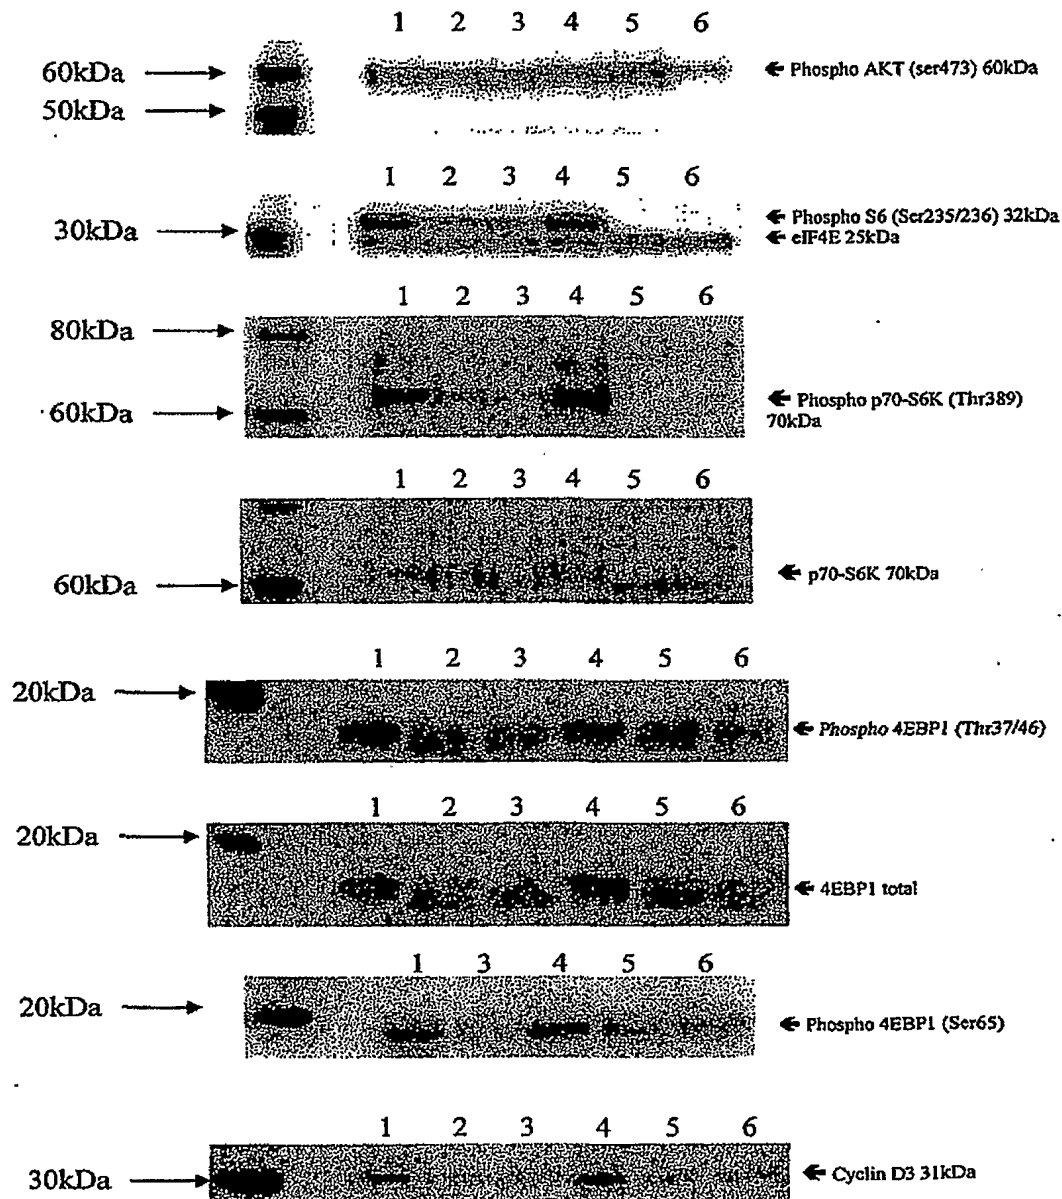 1 2 3 4 5 6
60kDa
Phospho AKT (ser473) 60kDa
50kDa
1 2 3 4 5 6
Phospho S6 (Ser235/236) 32kDa
30kDa
eIF4E 25kDa
1 2 3 4 5 6
80kDa
Phospho p70-S6K (Thr389)
70kDa
60kDa
1 2 3 4 5 6
p70-S6K 70kDa
60kDa
1 2 3 4 5 6
20kDa
Phospho 4EBP1 (Thr37/46)
1 2 3 4 5 6
20kDa
4EBP1 total
1 3 4 5 6
20kDa
Phospho 4EBP1 (Ser65)
1 2 3 4 5 6
30kDa
Cyclin D3 31kDa